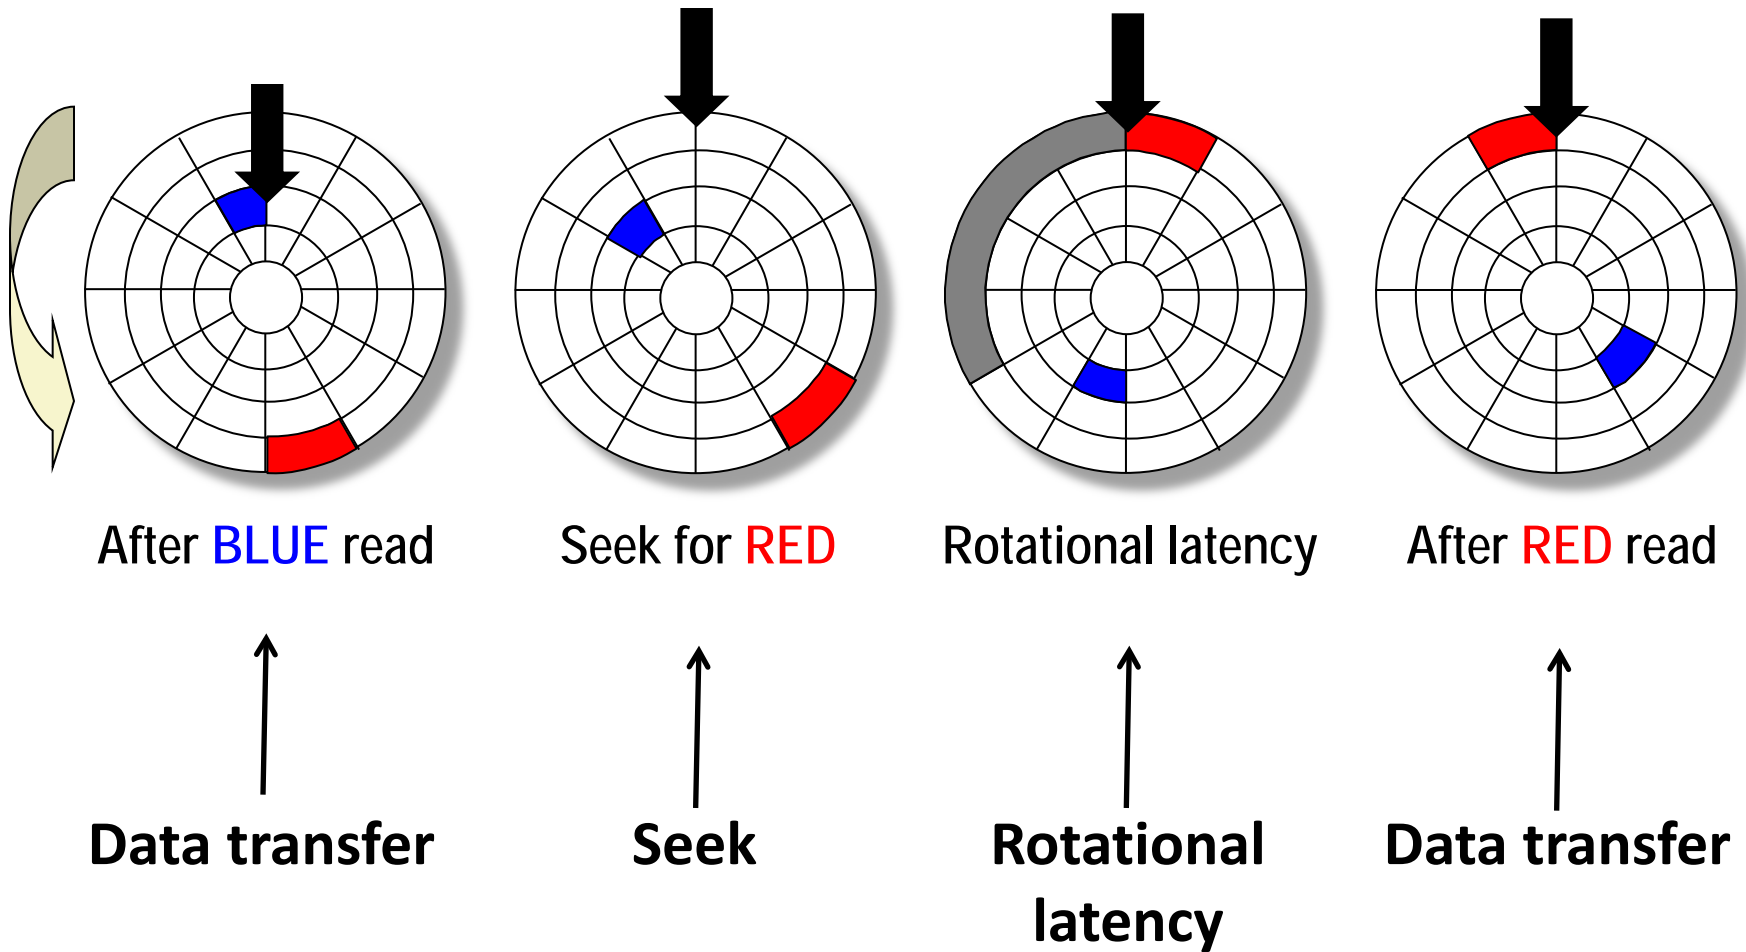 After BLUE read
Seek for RED
Rotational latency
After RED read
Data transfer
Seek
Rotational
latency
Data transfer